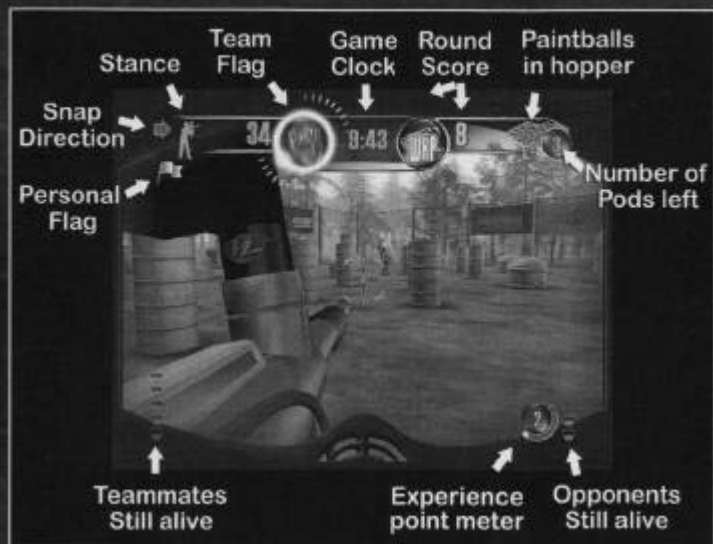 Team
Flag
Game
Clock
Round
Score
Paintballs
in hopper
Stance
Snap
Direction
34
9:43
8
Number of
Pods left
Personal
Flag
2
Teammates
Still alive
Experience
point meter
Opponents
Still alive